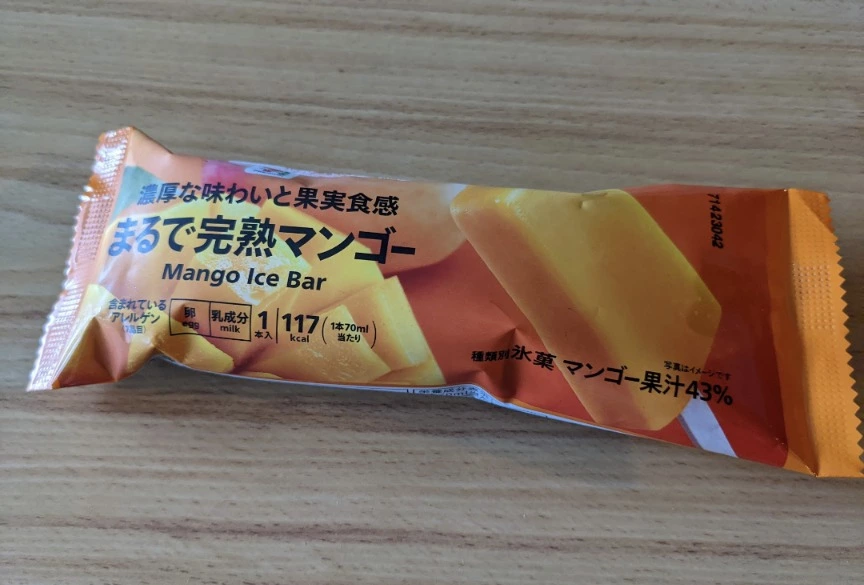 濃厚な味わいと果実食感
まるで完熟マンゴー
Mango Ice Bar
含まれている
アレルゲン
卵
egg
乳成分
milk
1
本入
117
kcal
1本70ml
当たり
種類別 氷菓 マンゴー果汁43%
写真はイメージです
71423042